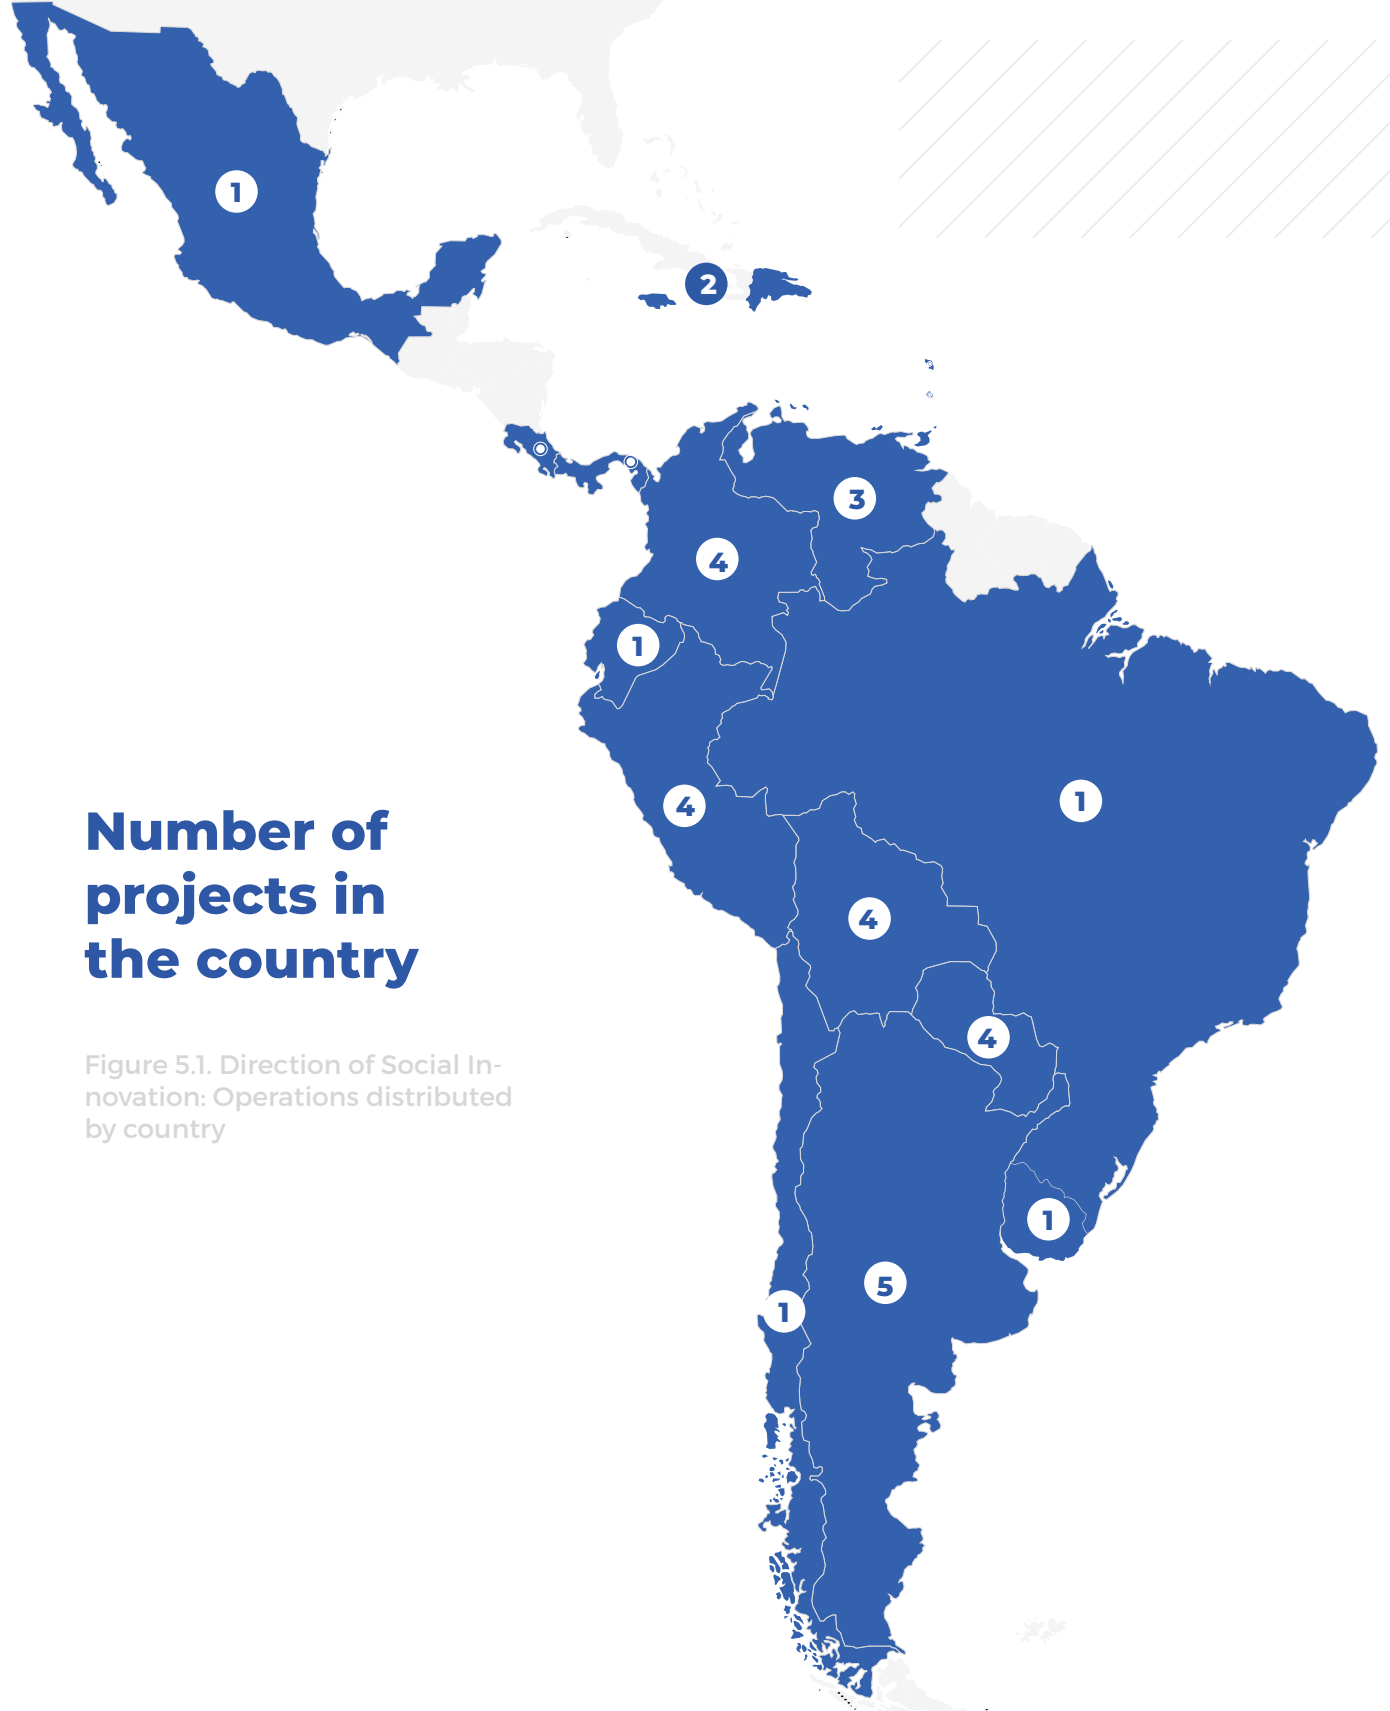 1
2
3
4
1
4
1
4
4
1
5
1
Number of
projects in
the country
Figure 5.1. Direction of Social In-
novation: Operations distributed
by country